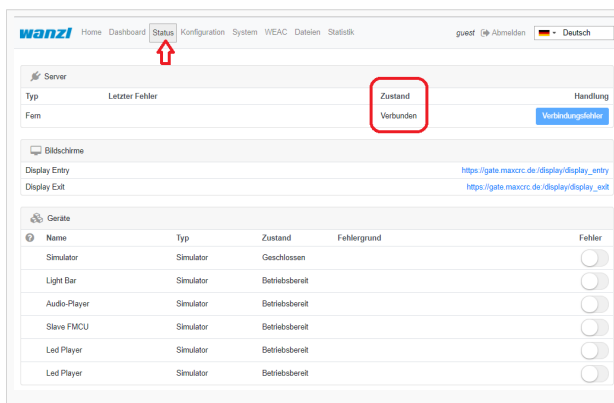 wanzl Home Dashboard Status Konfiguration System WEAC Dateien Statistik guest Abmelden Deutsch
Server
Typ Letzter Fehler Zustand Handlung
Fern Verbunden Verbindungsfehler
Bildschirme
Display Entry https://gate.maxcrc.de:/display/display_entry
Display Exit https://gate.maxcrc.de:/display/display_exit
Geräte
? Name Typ Zustand Fehlergrund Fehler
Simulator Simulator Geschlossen
Light Bar Simulator Betriebsbereit
Audio-Player Simulator Betriebsbereit
Slave FMCU Simulator Betriebsbereit
Led Player Simulator Betriebsbereit
Led Player Simulator Betriebsbereit